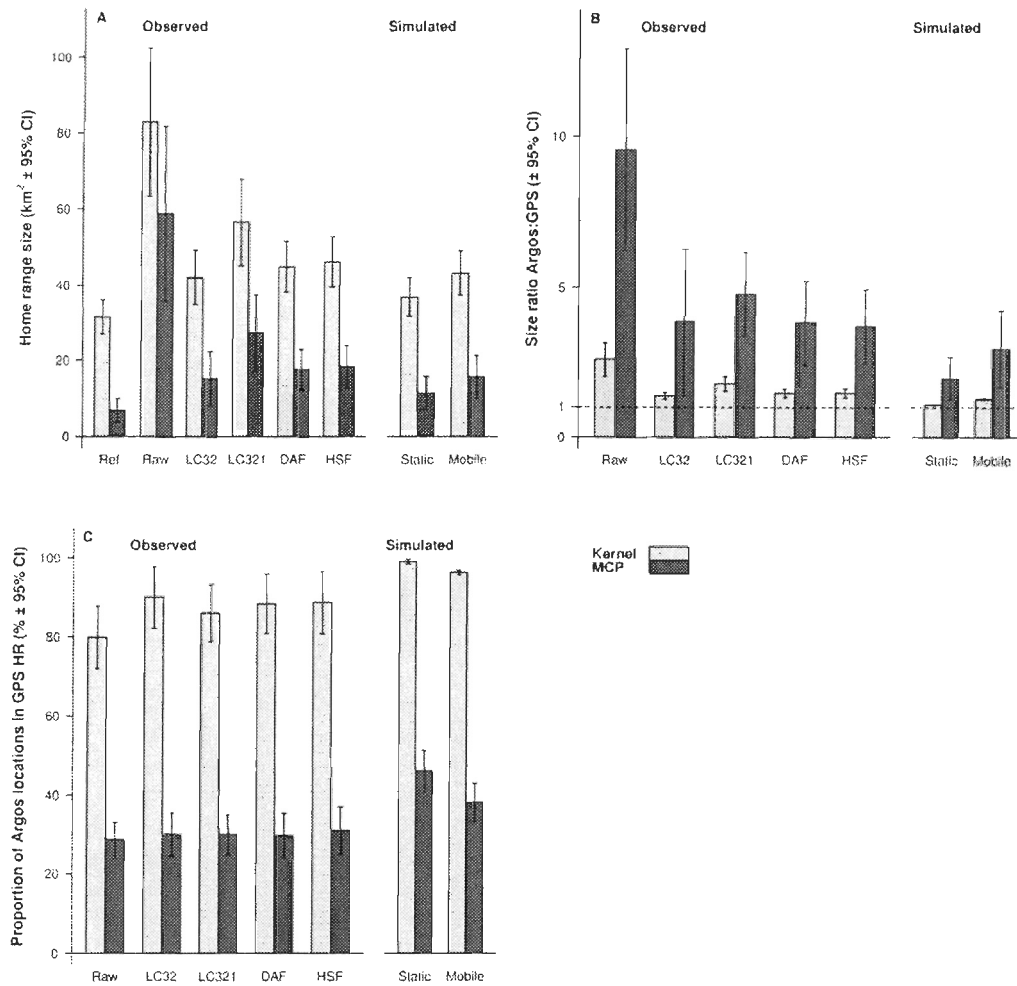 A
Observed
Simulated
Home range size (km² ± 95% CI)
100
80
60
40
20
0
Ref Raw LC32 LC321 DAF HSF Static Mobile
B
Observed
Simulated
Size ratio Argos:GPS (± 95% CI)
10
5
1
0
Raw LC32 LC321 DAF HSF Static Mobile
C
Observed
Simulated
Proportion of Argos locations in GPS HR (% ± 95% CI)
100
80
60
40
20
0
Raw LC32 LC321 DAF HSF Static Mobile
Kernel
MCP